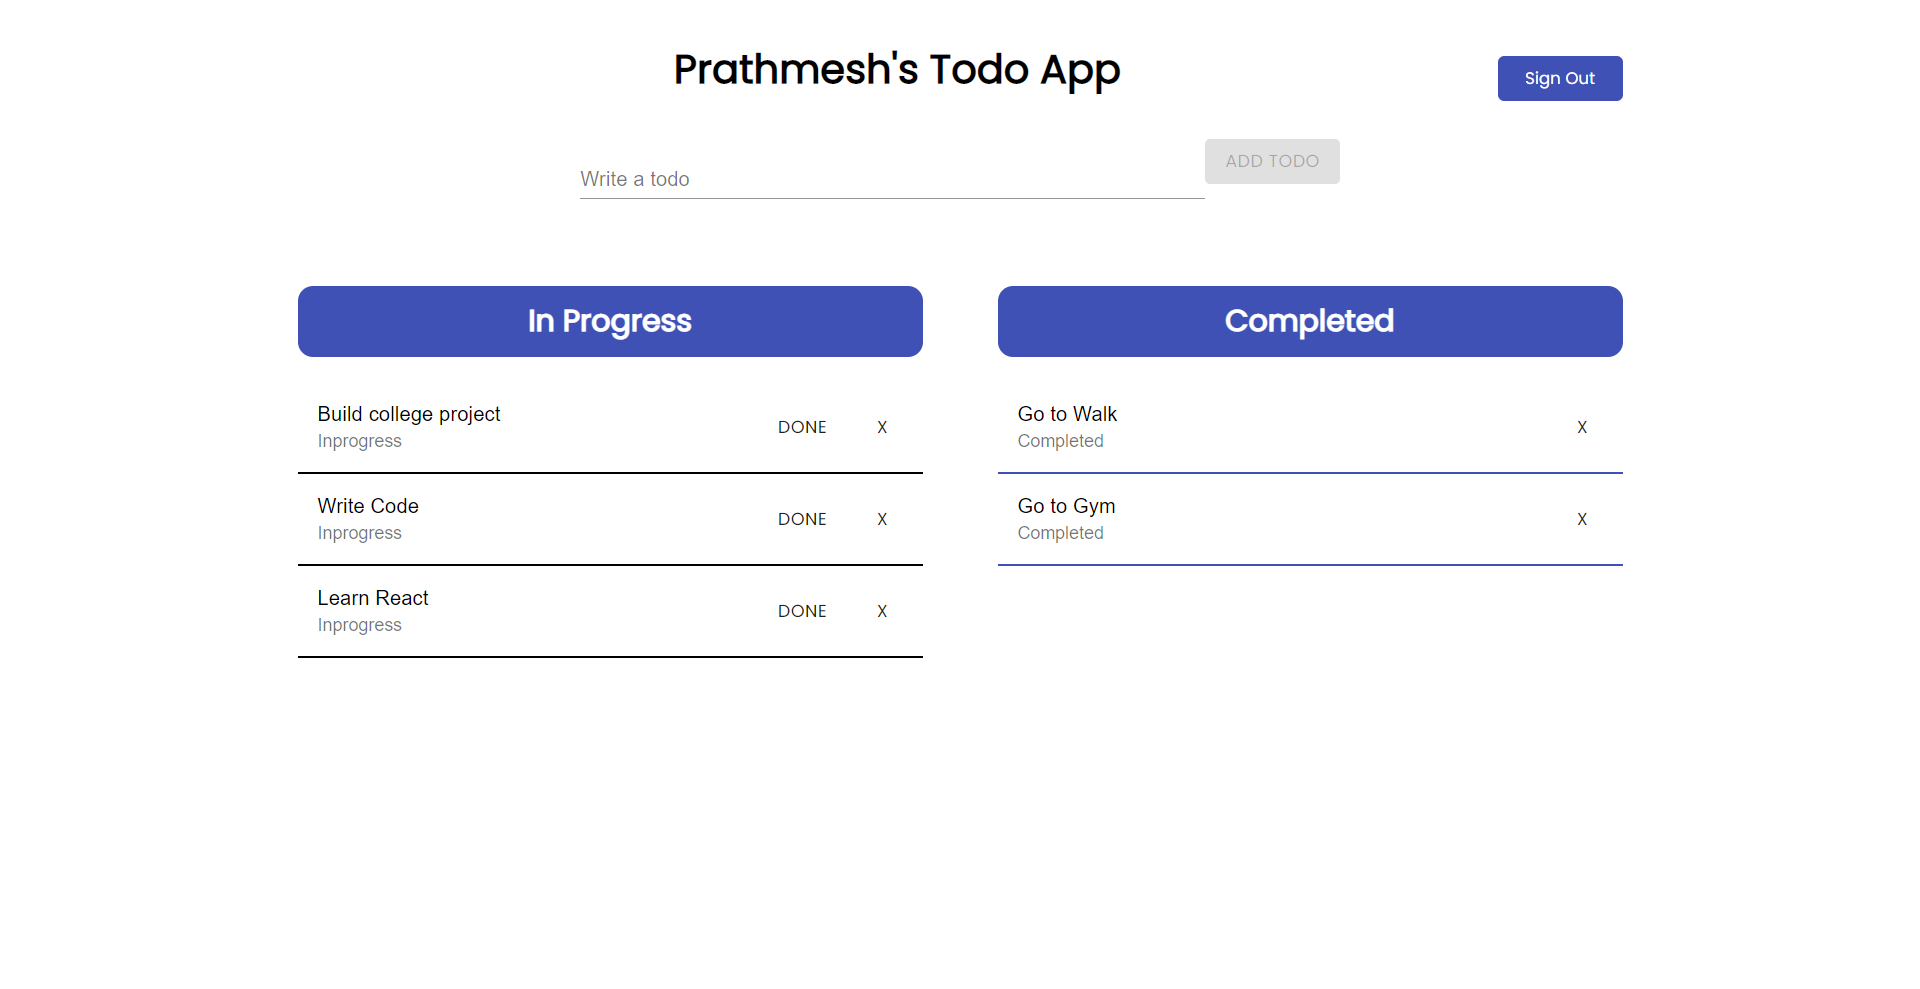 Prathmesh's Todo App
Sign Out
Write a todo
ADD TODO
In Progress
Build college project
Inprogress
DONE
X
Write Code
Inprogress
DONE
X
Learn React
Inprogress
DONE
X
Completed
Go to Walk
Completed
X
Go to Gym
Completed
X